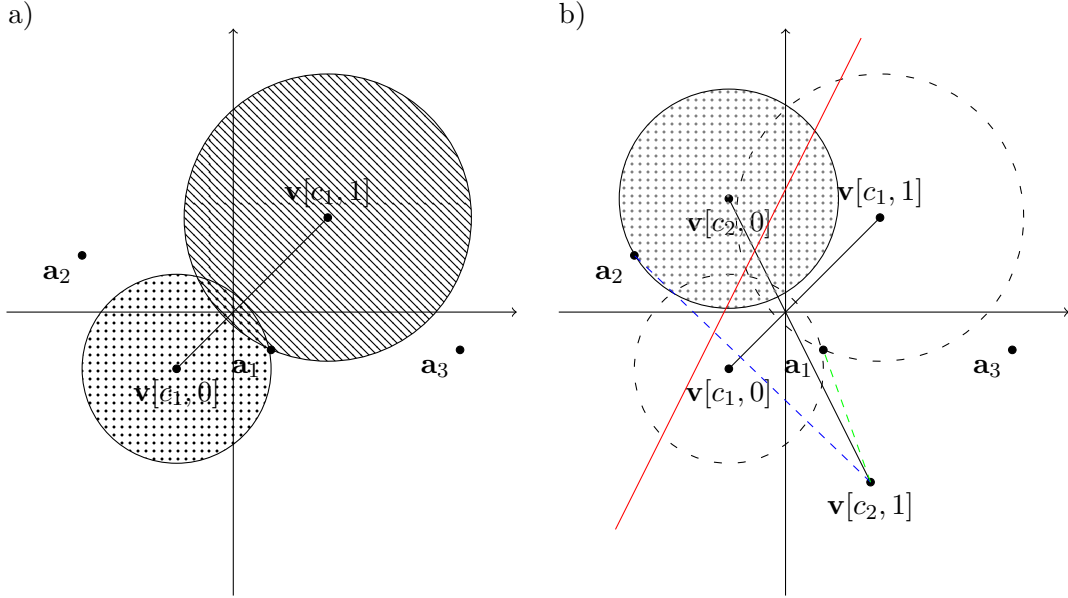 a)
b)
𝐯[c₁, 1]
𝐚₂
𝐚₁
𝐚₃
𝐯[c₁, 0]
𝐯[c₁, 1]
𝐯[c₂, 0]
𝐚₂
𝐚₁
𝐚₃
𝐯[c₁, 0]
𝐯[c₂, 1]